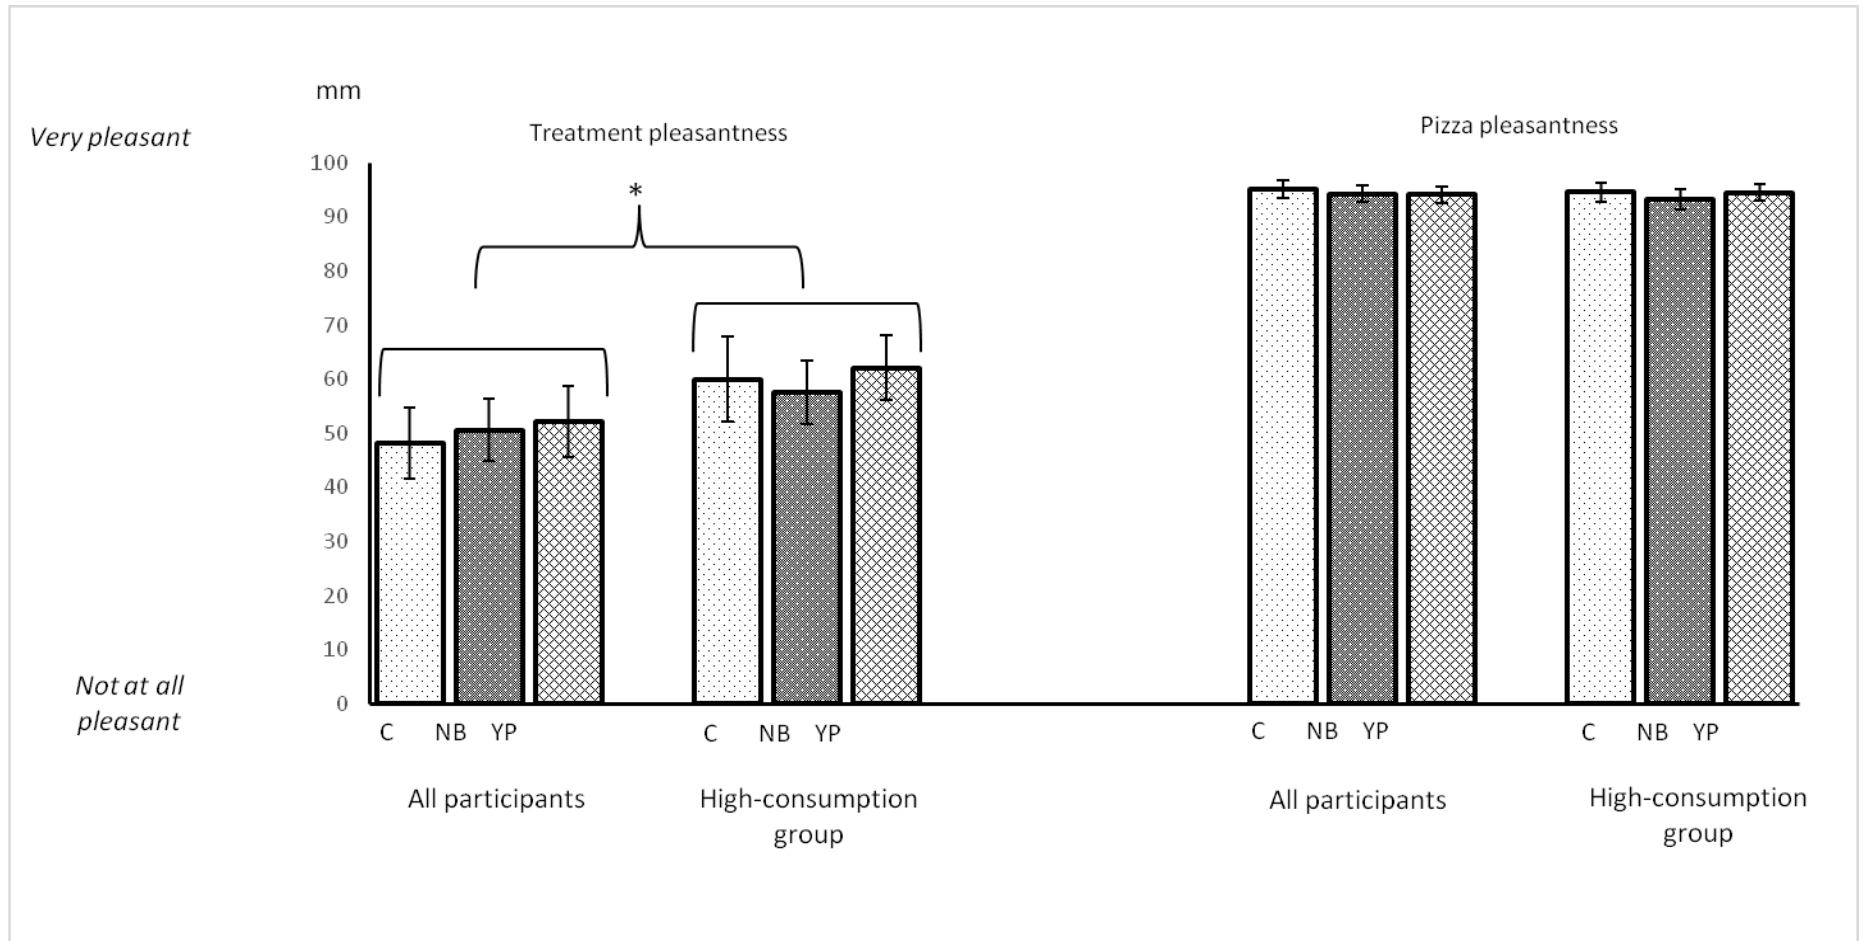 mm
Very pleasant
Treatment pleasantness
Pizza pleasantness
100
*
90
80
70
60
50
40
30
20
10
0
Not at all
pleasant
C NB YP
C NB YP
C NB YP
C NB YP
All participants
High-consumption
group
All participants
High-consumption
group